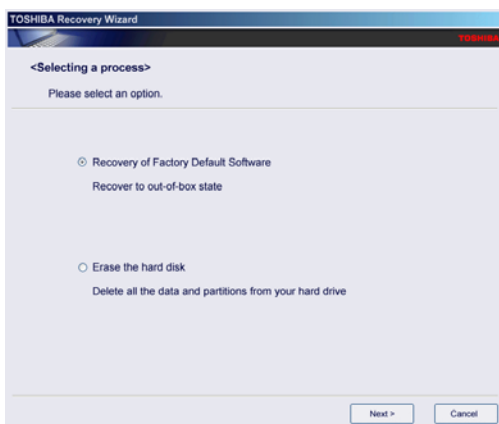 TOSHIBA Recovery Wizard
TOSHIBA
<Selecting a process>
Please select an option.
Recovery of Factory Default Software
Recover to out-of-box state
Erase the hard disk
Delete all the data and partitions from your hard drive
Next >
Cancel